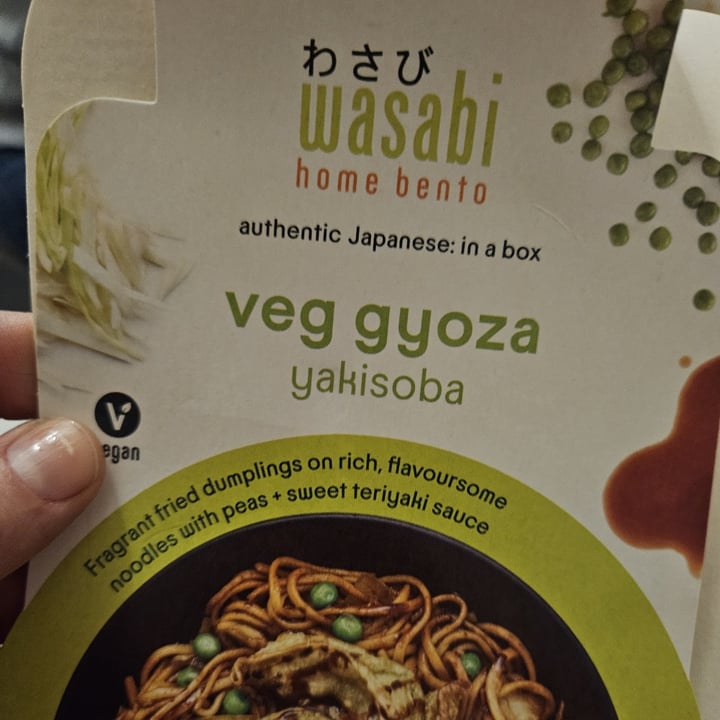 わさび
wasabi
home bento
authentic Japanese: in a box
veg gyoza
yakisoba
V
egan
Fragrant fried dumplings on rich, flavoursome
noodles with peas + sweet teriyaki sauce